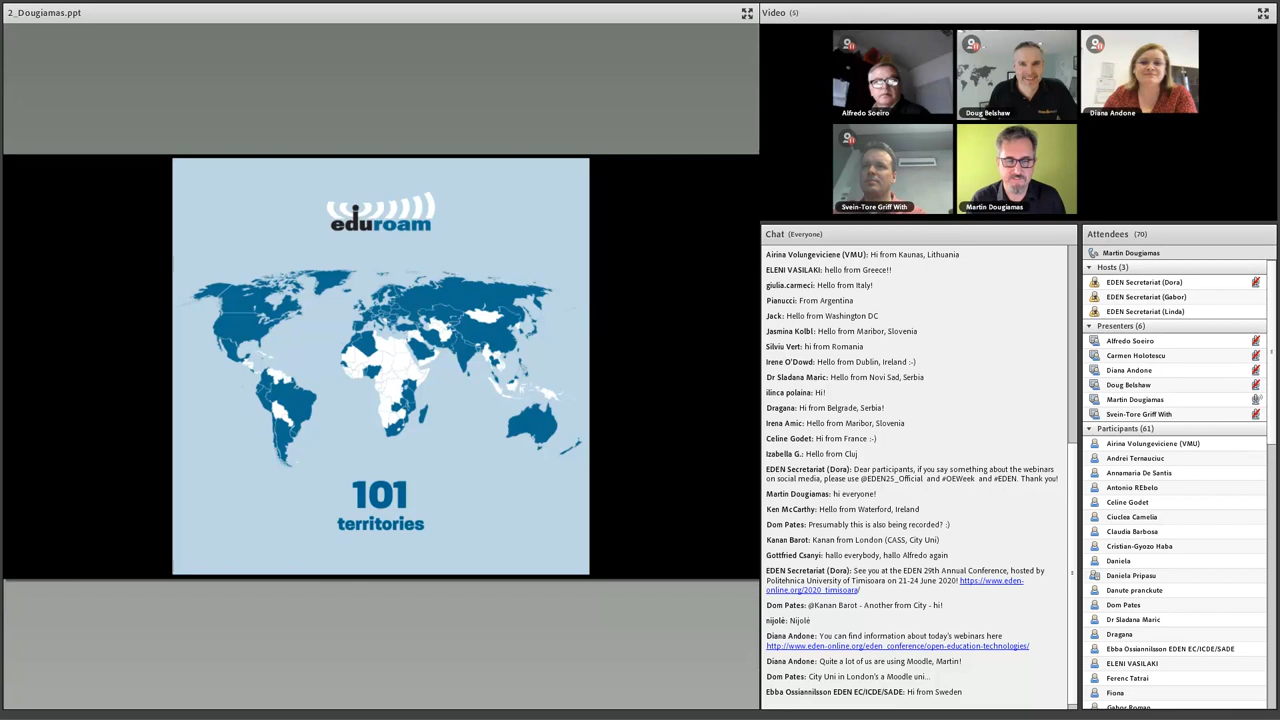 2_Dougiamas.ppt
eduroam
101
territories
Video (5)
Alfredo Soeiro
Doug Belshaw
Diana Andone
Svein-Tore Griff With
Martin Dougiamas
Chat (Everyone)
Airina Volungeviciene (VMU): Hi from Kaunas, Lithuania
ELENI VASILAKI: hello from Greece!!
giulia.carmeci: Hello from Italy!
Pianucci: From Argentina
Jack: Hello from Washington DC
Jasmina Kolbl: Hello from Maribor, Slovenia
Silviu Vert: hi from Romania
Irene O'Dowd: Hello from Dublin, Ireland :-)
Dr Sladana Maric: Hello from Novi Sad, Serbia
ilinca polaina: Hi!
Dragana: Hi from Belgrade, Serbia!
Irena Amic: Hello from Maribor, Slovenia
Celine Godet: Hi from France :-)
Izabella G.: Hello from Cluj
EDEN Secretariat (Dora): Dear participants, if you say something about the webinars
on social media, please use @EDEN25_Official and #OEWeek and #EDEN. Thank you!
Martin Dougiamas: hi everyone!
Ken McCarthy: Hello from Waterford, Ireland
Dom Pates: Presumably this is also being recorded? :)
Kanan Barot: Kanan from London (CASS, City Uni)
Gottfried Csanyi: hallo everybody, hallo Alfredo again
EDEN Secretariat (Dora): See you at the EDEN 29th Annual Conference, hosted by
Politehnica University of Timisoara on 21-24 June 2020! https://www.eden-
online.org/2020_timisoara/
Dom Pates: @Kanan Barot - Another from City - hi!
nijolė: Nijolė
Diana Andone: You can find information about today's webinars here
http://www.eden-online.org/eden_conference/open-education-technologies/
Diana Andone: Quite a lot of us are using Moodle, Martin!
Dom Pates: City Uni in London's a Moodle uni...
Ebba Ossiannilsson EDEN EC/ICDE/SADE: Hi from Sweden
Attendees (70)
Martin Dougiamas
Hosts (3)
EDEN Secretariat (Dora)
EDEN Secretariat (Gabor)
EDEN Secretariat (Linda)
Presenters (6)
Alfredo Soeiro
Carmen Holotescu
Diana Andone
Doug Belshaw
Martin Dougiamas
Svein-Tore Griff With
Participants (61)
Airina Volungeviciene (VMU)
Andrei Ternauciuc
Annamaria De Santis
Antonio REbelo
Celine Godet
Ciuclea Camelia
Claudia Barbosa
Cristian-Gyozo Haba
Daniela
Daniela Pripasu
Danute pranckute
Dom Pates
Dr Sladana Maric
Dragana
Ebba Ossiannilsson EDEN EC/ICDE/SADE
ELENI VASILAKI
Ferenc Tatrai
Fiona
Gabor Roman